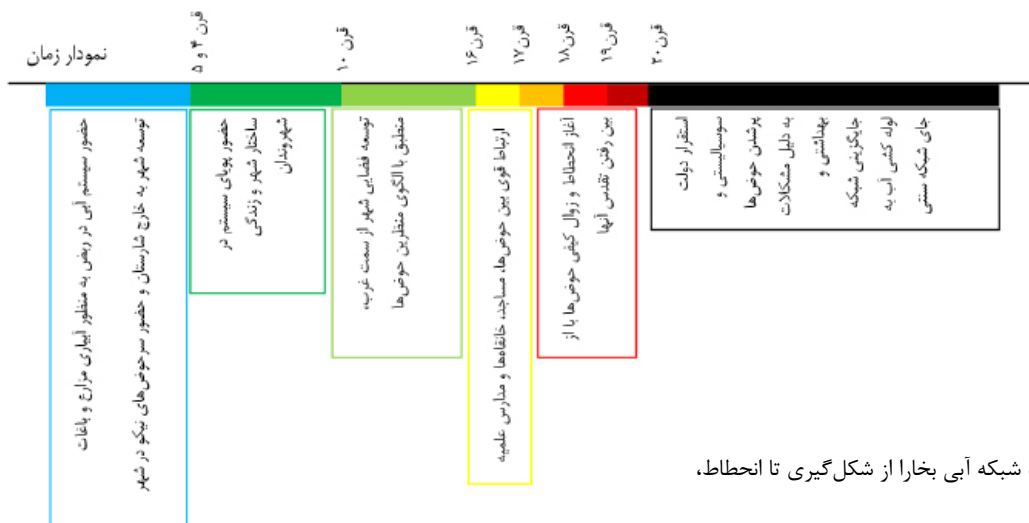 نمودار زمان
قرن ۴ و ۵
قرن ۱۰
قرن ۱۶
قرن ۱۷
قرن ۱۸
قرن ۱۹
قرن ۲۰
حضور سیستم آبی در ربض به منظور آبیاری مزارع و باغات
توسعه شهر به خارج شارستان و حضور سرحوض‌های نیکو در شهر
حضور پویای سیستم در
ساختار شهر و زندگی
شهروندان
توسعه فضایی شهر از سمت غرب،
منطبق با الگوی منظرین حوض‌ها
ارتباط قوی بین حوض‌ها، مساجد، خانقاه‌ها و مدارس علمیه
آغاز انحطاط و زوال کیفی حوض‌ها با از
بین رفتن تقدس آنها
استقرار دولت
سوسیالیستی و
پرشدن حوض‌ها
به دلیل مشکلات
بهداشتی و
جایگزینی شبکه
لوله کشی آب به
جای شبکه سنتی
شبکه آبی بخارا از شکل‌گیری تا انحطاط،